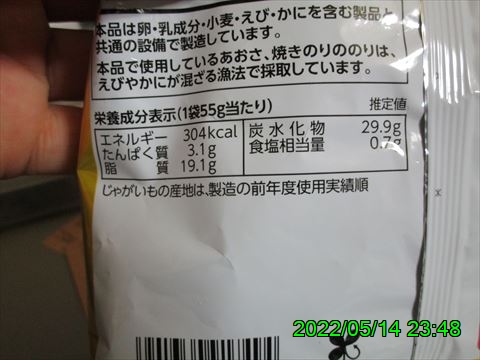 本品は卵・乳成分・小麦・えび・かにを含む製品と
共通の設備で製造しています。
本品で使用しているあおさ、焼きのりののりは、
えびやかにが混ざる漁法で採取しています。
栄養成分表示(1袋55g当たり) 推定値
エネルギー 304kcal 炭水化物 29.9g
たんぱく質 3.1g 食塩相当量 0.7g
脂質 19.1g
じゃがいもの産地は、製造の前年度使用実績順
2022/05/14 23:48